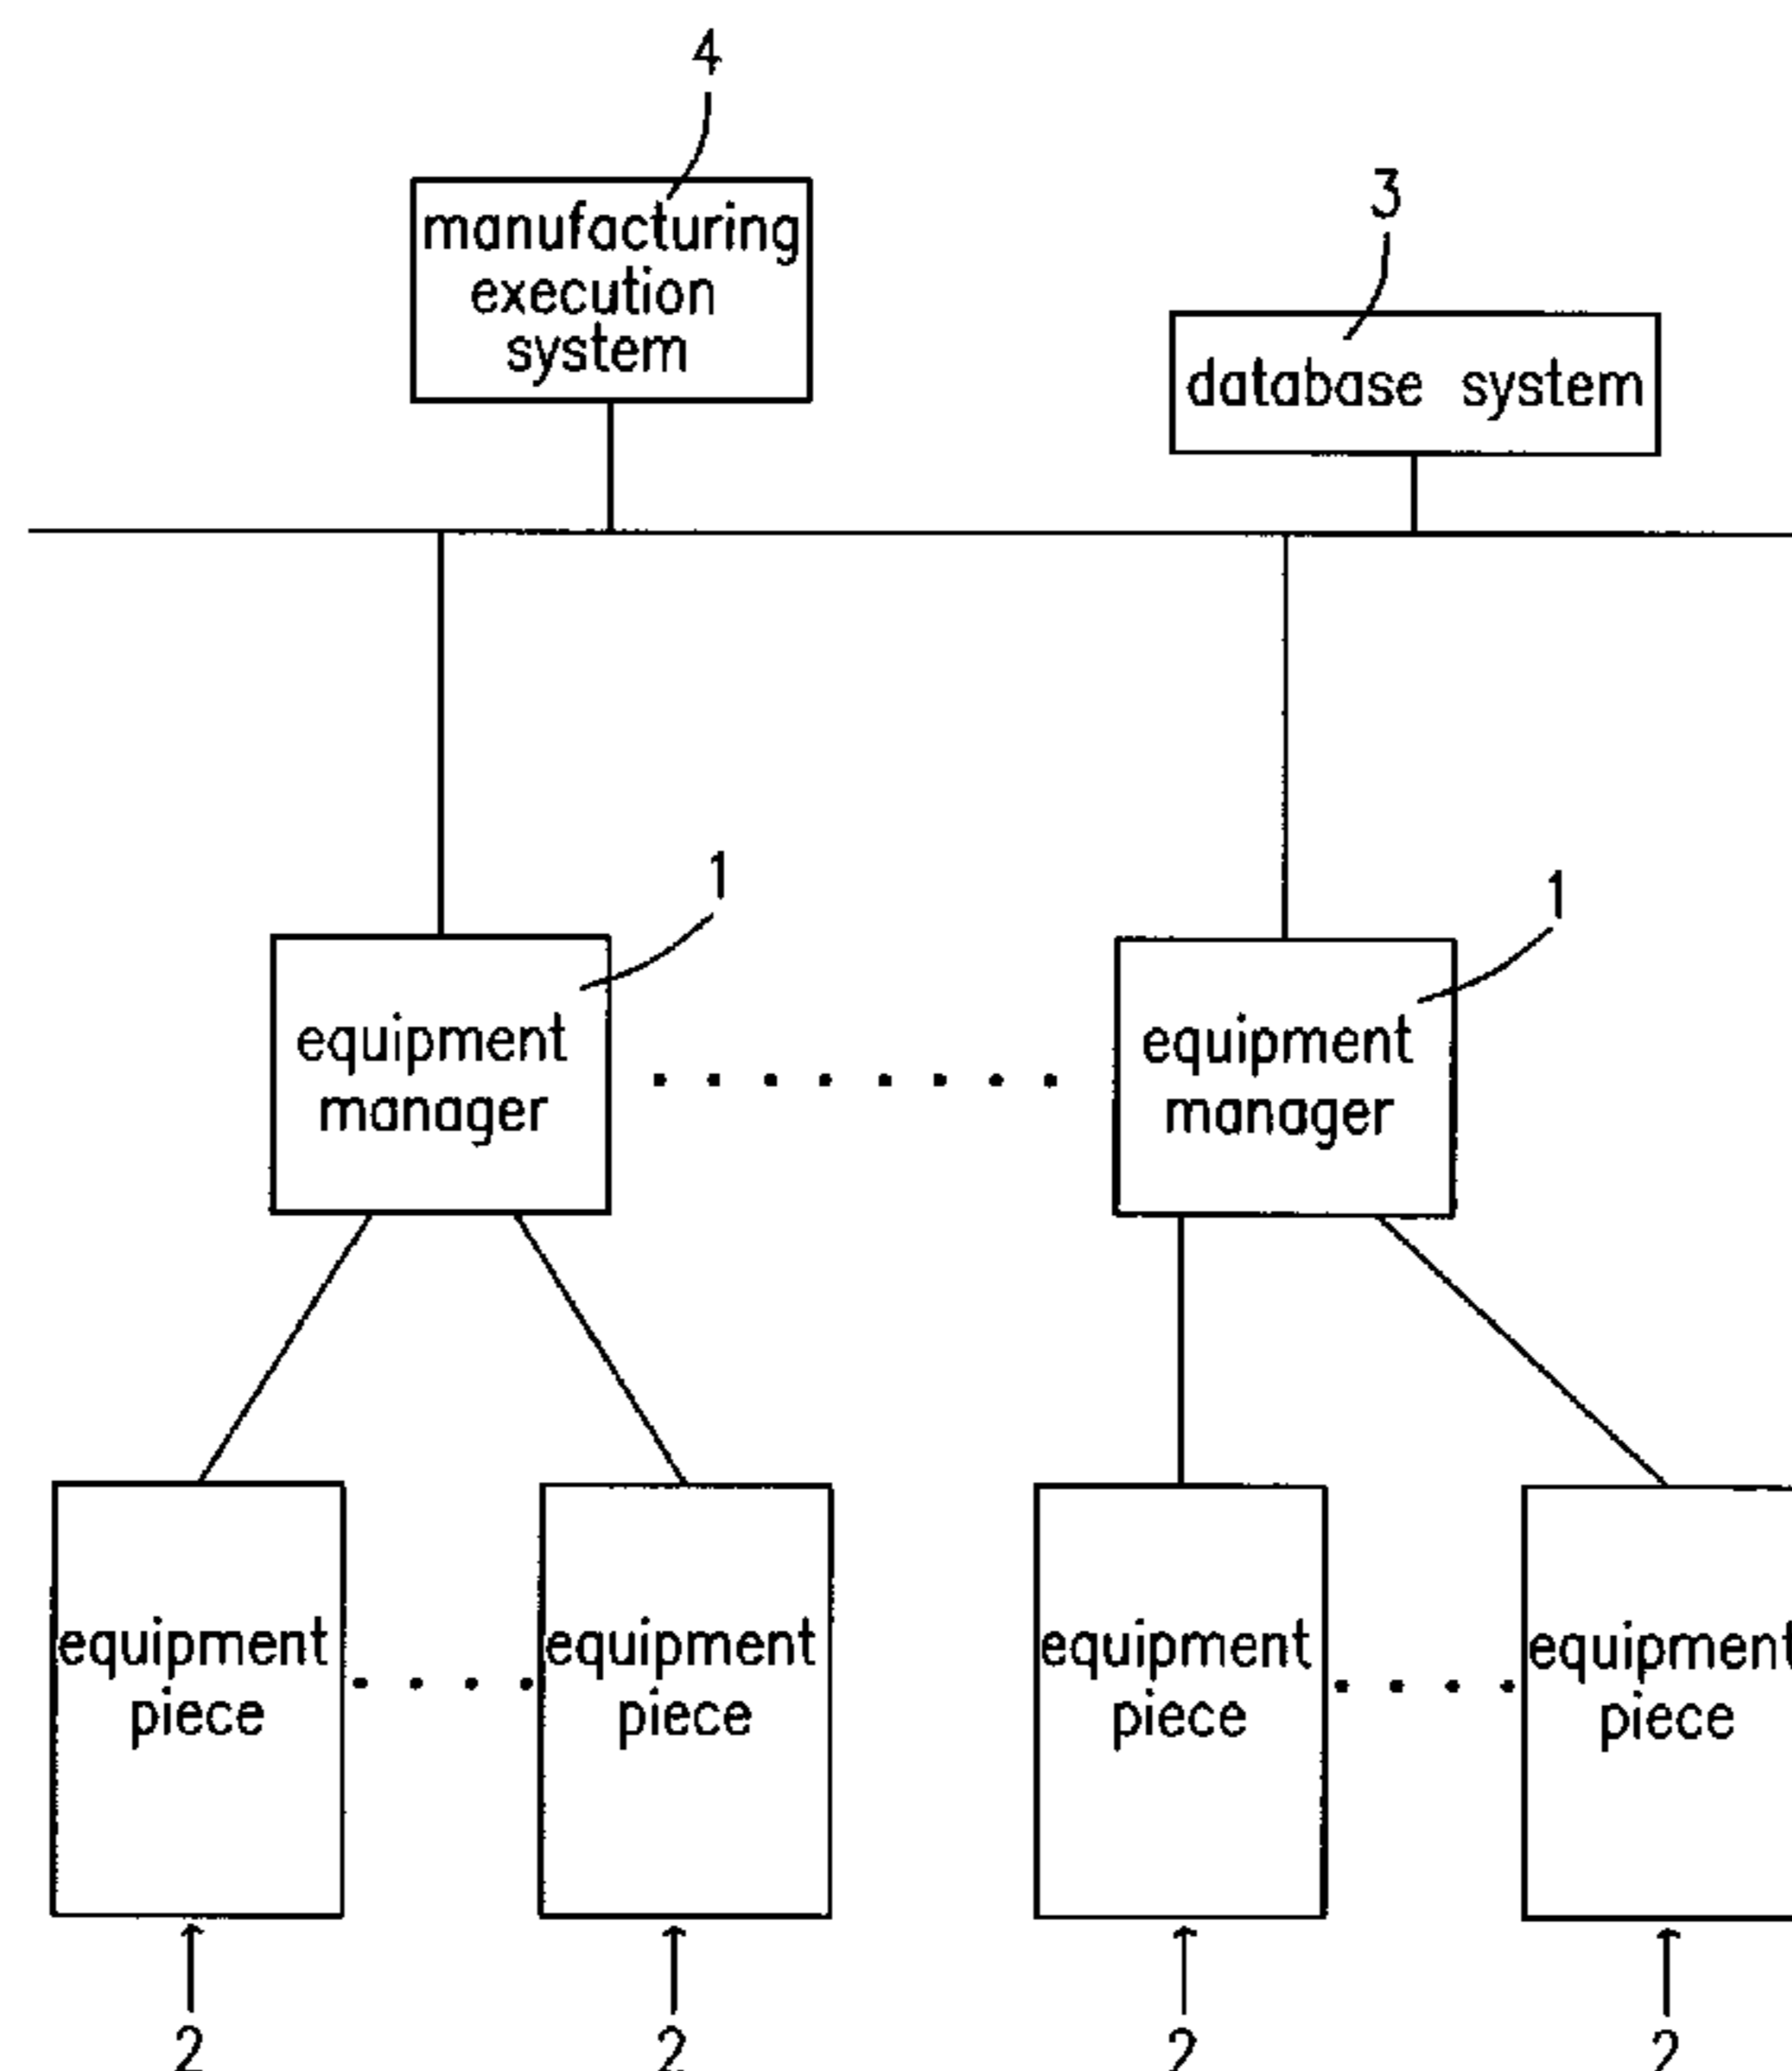 4
manufacturing
execution
system
3
database system
1
1
equipment
manager
equipment
manager
equipment
piece
equipment
piece
equipment
piece
equipment
piece
2
2
2
2